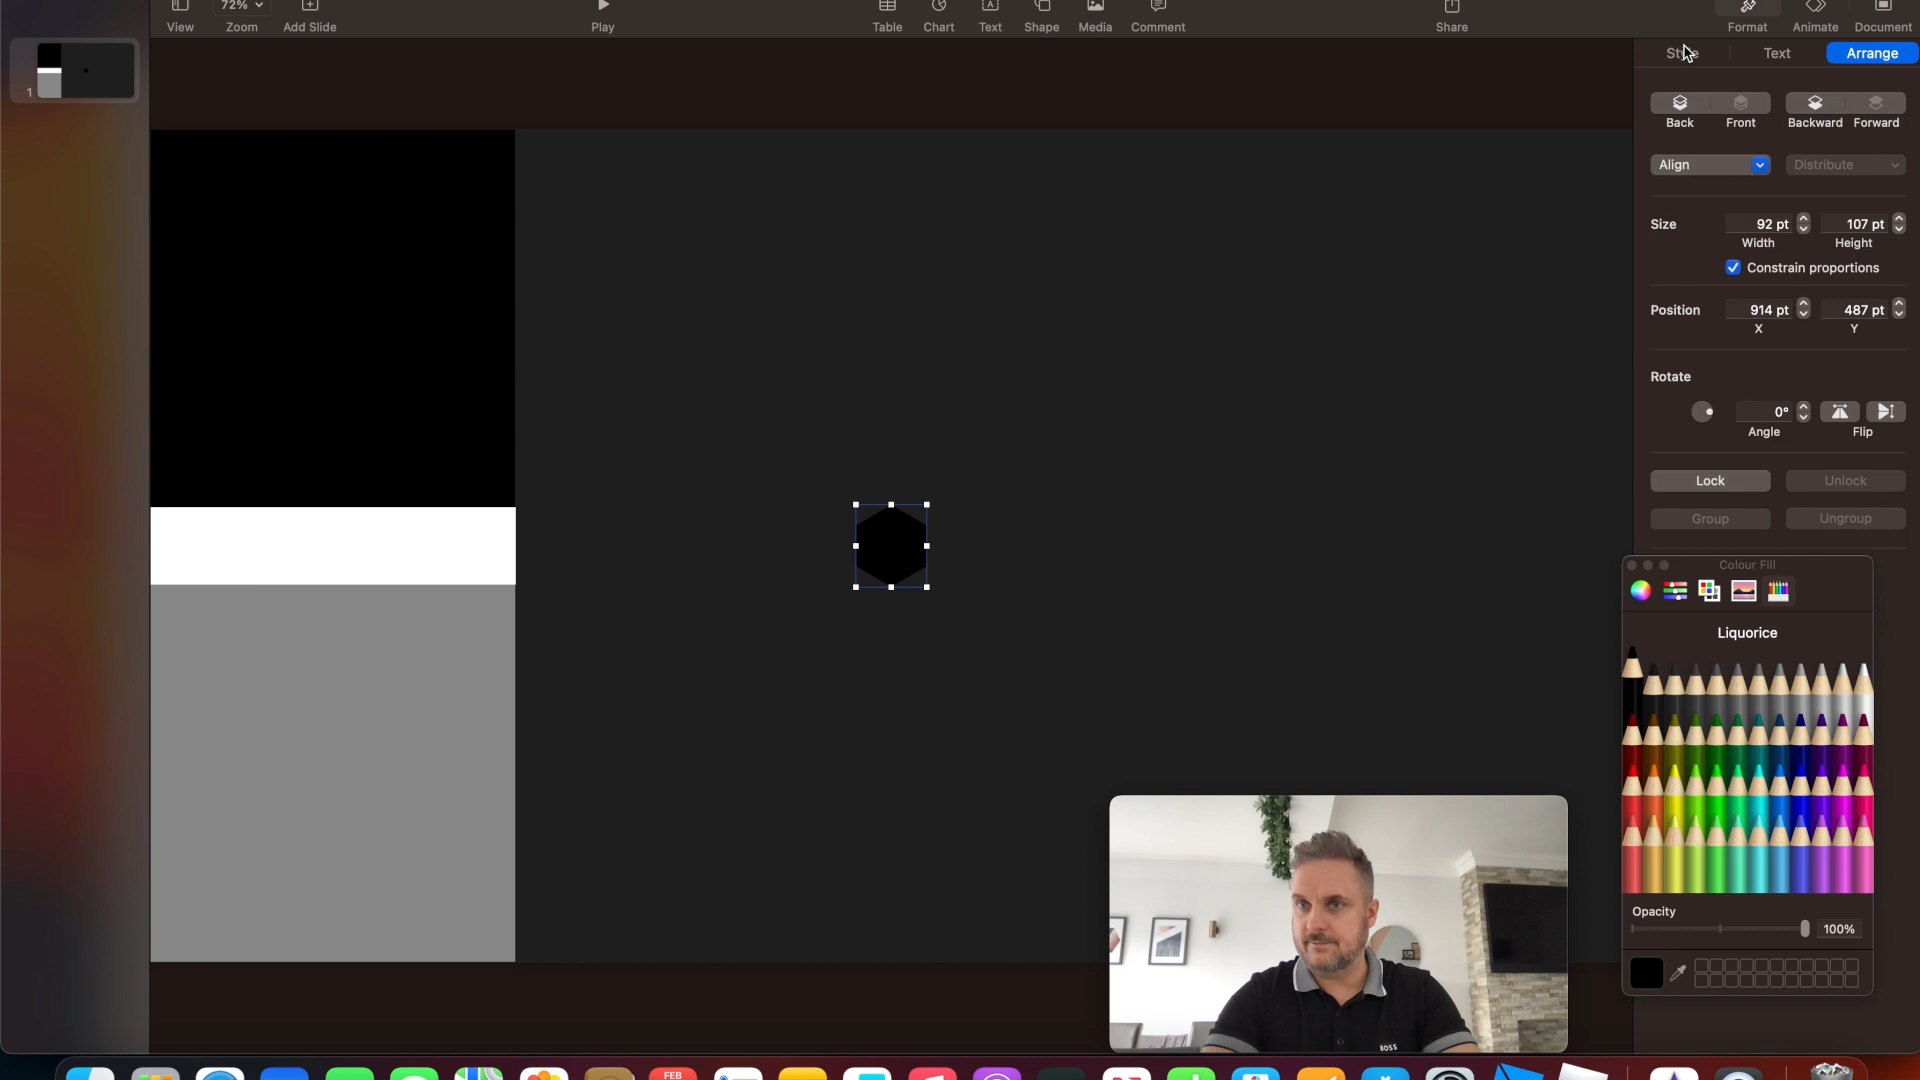 72%
View
Zoom
Add Slide
Play
Table
Chart
Text
Shape
Media
Comment
Share
Format
Animate
Document
Style
Text
Arrange
1
Back
Front
Backward
Forward
Align
Distribute
Size
92 pt
107 pt
Width
Height
Constrain proportions
Position
914 pt
487 pt
X
Y
Rotate
0°
Angle
Flip
Lock
Unlock
Group
Ungroup
Colour Fill
Liquorice
Opacity
100%
BOSS
FEB